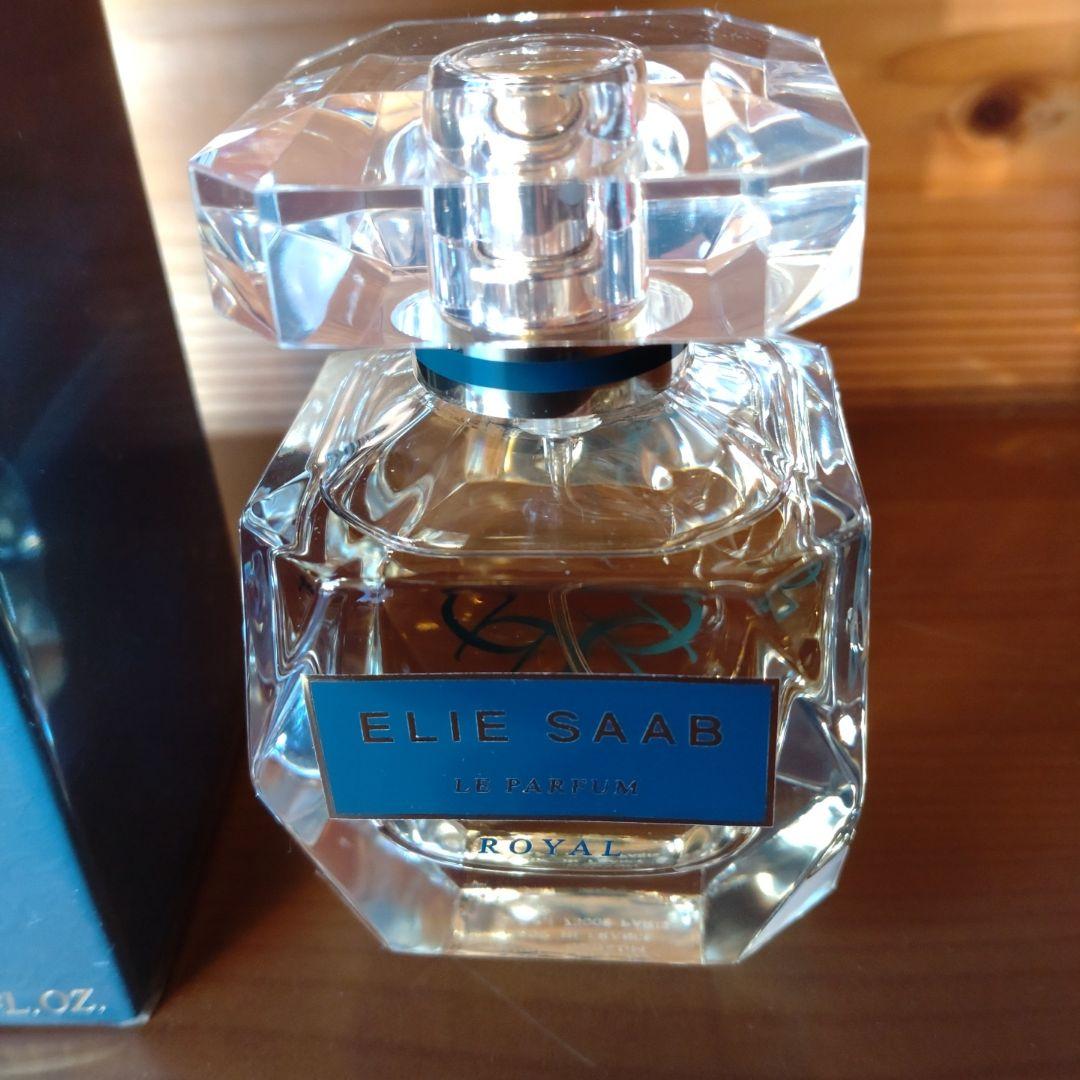 ELIE SAAB
LE PARFUM
ROYAL
FL.OZ.